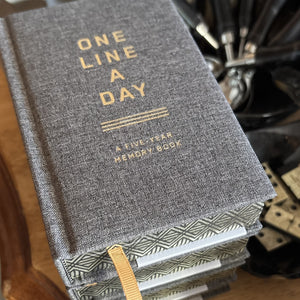 ONE
LINE
A
DAY
A FIVE-YEAR
MEMORY BOOK